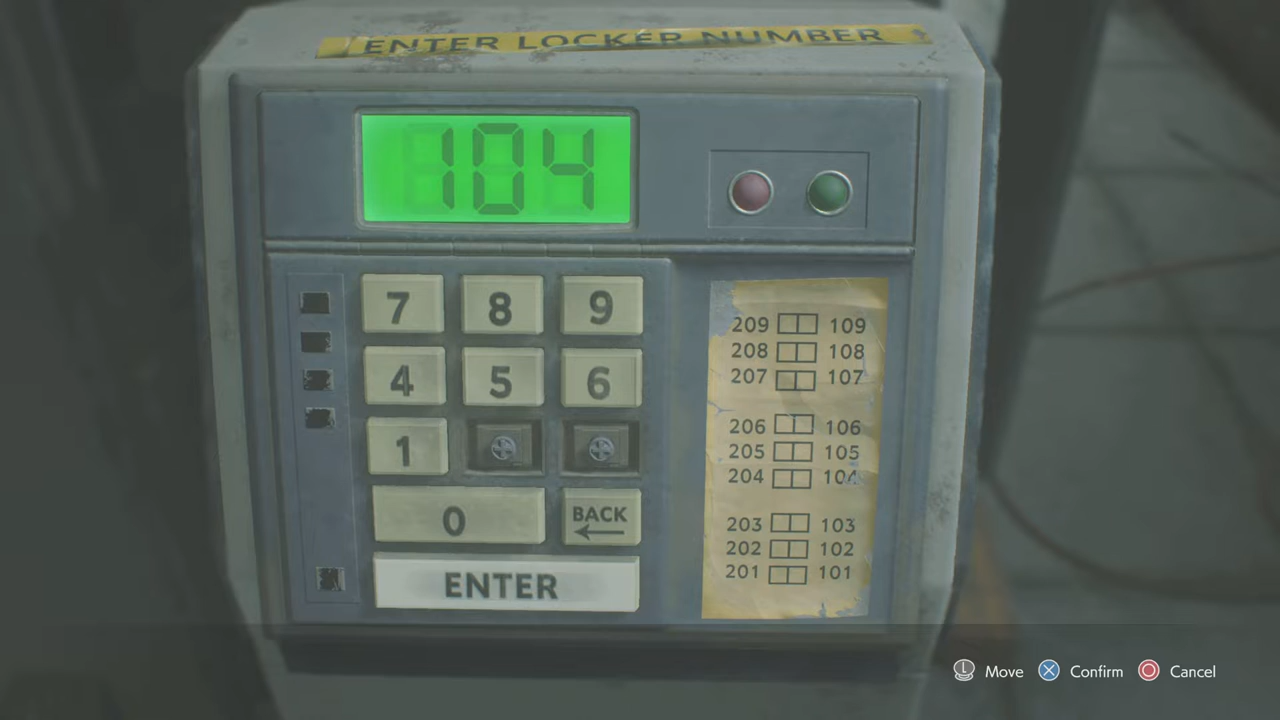 ENTER LOCKER NUMBER
104
7 8 9
4 5 6
1
0 BACK
ENTER
209 109
208 108
207 107
206 106
205 105
204 104
203 103
202 102
201 101
L Move Confirm Cancel